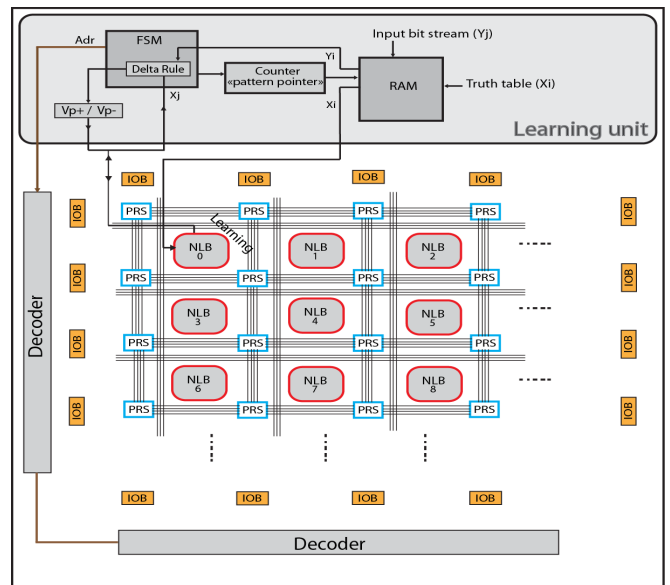 Adr
FSM
Delta Rule
Xj
Yi
Xi
Vp+ / Vp-
Counter
«pattern pointer»
Input bit stream (Yj)
RAM
Truth table (Xi)
Learning unit
IOB IOB IOB IOB
IOB PRS PRS PRS PRS IOB
Learning
NLB 0 NLB 1 NLB 2
IOB PRS PRS PRS PRS IOB
NLB 3 NLB 4 NLB 5
IOB PRS PRS PRS PRS IOB
NLB 6 NLB 7 NLB 8
IOB PRS PRS PRS PRS IOB
IOB IOB IOB IOB
Decoder
Decoder